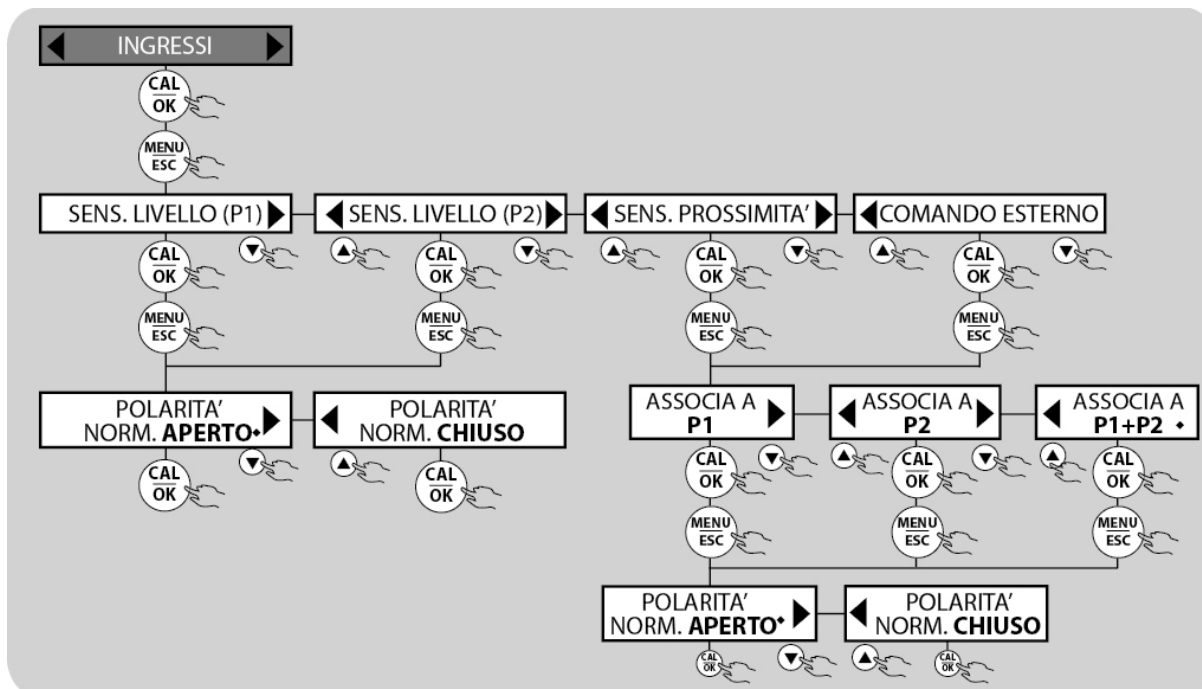 INGRESSI
CAL
OK
MENU
ESC
SENS. LIVELLO (P1)
SENS. LIVELLO (P2)
SENS. PROSSIMITA’
COMANDO ESTERNO
CAL
OK
CAL
OK
CAL
OK
CAL
OK
MENU
ESC
MENU
ESC
MENU
ESC
MENU
ESC
POLARITA’
NORM. APERTO
POLARITA’
NORM. CHIUSO
ASSOCIA A
P1
ASSOCIA A
P2
ASSOCIA A
P1+P2
CAL
OK
CAL
OK
CAL
OK
CAL
OK
CAL
OK
MENU
ESC
MENU
ESC
MENU
ESC
POLARITA’
NORM. APERTO
POLARITA’
NORM. CHIUSO
CAL
OK
CAL
OK